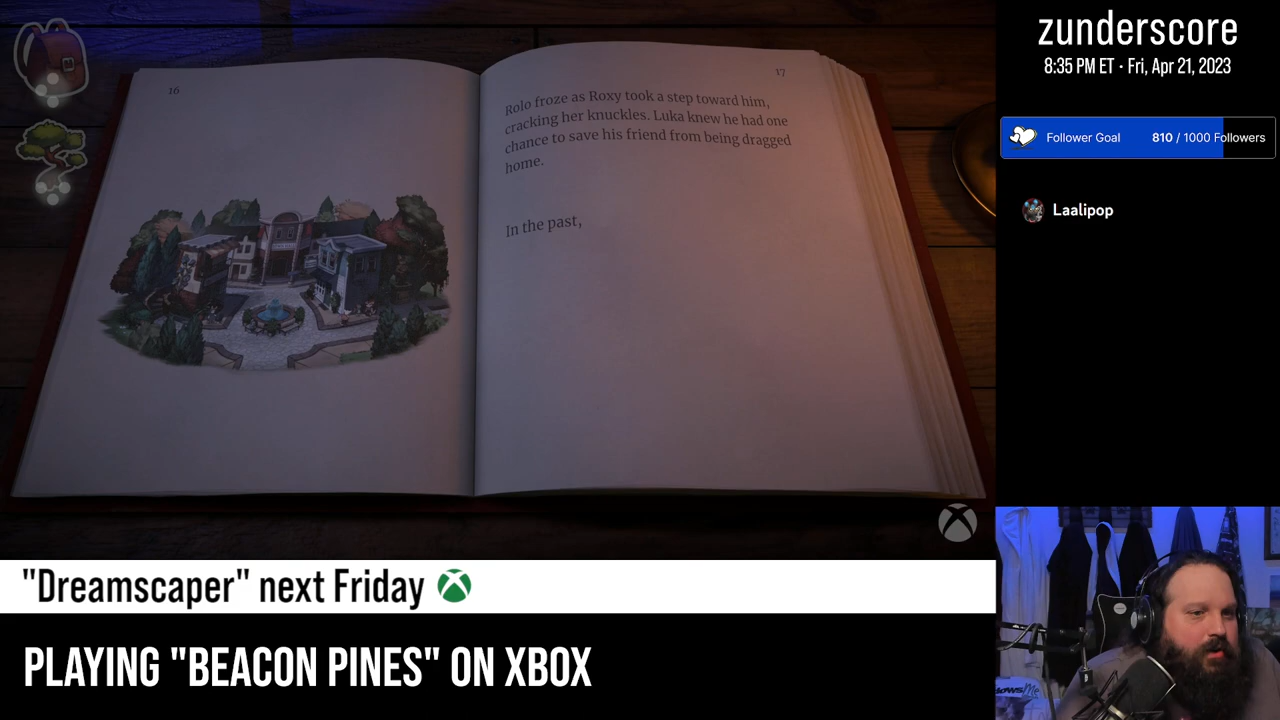 16
17
Rolo froze as Roxy took a step toward him,
cracking her knuckles. Luka knew he had one
chance to save his friend from being dragged
home.
In the past,
zunderscore
8:35 PM ET · Fri, Apr 21, 2023
Follower Goal 810 / 1000 Followers
Laalipop
"Dreamscaper" next Friday
PLAYING "BEACON PINES" ON XBOX